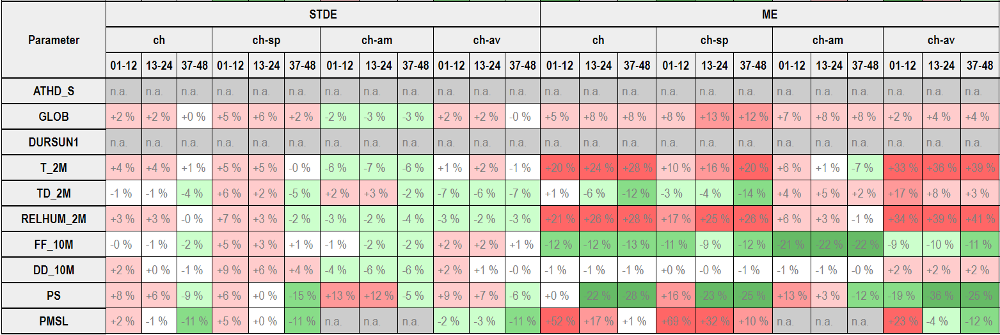 Parameter STDE ME
ch ch-sp ch-am ch-av ch ch-sp ch-am ch-av
01-12 13-24 37-48 01-12 13-24 37-48 01-12 13-24 37-48 01-12 13-24 37-48 01-12 13-24 37-48 01-12 13-24 37-48 01-12 13-24 37-48 01-12 13-24 37-48
ATHD_S n.a. n.a. n.a. n.a. n.a. n.a. n.a. n.a. n.a. n.a. n.a. n.a. n.a. n.a. n.a. n.a. n.a. n.a. n.a. n.a. n.a. n.a. n.a. n.a.
GLOB +2 % +2 % +0 % +5 % +6 % +2 % -2 % -3 % -3 % +2 % +2 % -0 % +5 % +8 % +8 % +8 % +13 % +12 % +7 % +8 % +8 % +2 % +4 % +4 %
DURSUN1 n.a. n.a. n.a. n.a. n.a. n.a. n.a. n.a. n.a. n.a. n.a. n.a. n.a. n.a. n.a. n.a. n.a. n.a. n.a. n.a. n.a. n.a. n.a. n.a.
T_2M +4 % +4 % +1 % +5 % +5 % -0 % -6 % -7 % -6 % +1 % +2 % -1 % +20 % +24 % +28 % +10 % +16 % +20 % +6 % +1 % -7 % +33 % +36 % +39 %
TD_2M -1 % -1 % -4 % +6 % +2 % -5 % +2 % +3 % -2 % -7 % -6 % -7 % +1 % -6 % -12 % -3 % -4 % -14 % +4 % +5 % +2 % +17 % +8 % +3 %
RELHUM_2M +3 % +3 % -0 % +7 % +3 % -2 % -3 % -2 % -4 % -3 % -2 % -3 % +21 % +26 % +28 % +17 % +25 % +26 % +6 % +3 % -1 % +34 % +39 % +41 %
FF_10M -0 % -1 % -2 % +5 % +3 % +1 % -1 % -2 % -2 % +2 % +2 % +1 % -12 % -12 % -13 % -11 % -9 % -12 % -21 % -22 % -22 % -9 % -10 % -11 %
DD_10M +2 % +0 % -1 % +9 % +6 % +4 % -4 % -6 % -6 % +2 % +1 % -0 % -1 % -1 % -1 % +0 % -0 % -1 % -1 % -1 % -0 % +2 % +2 % +2 %
PS +8 % +6 % -9 % +6 % +0 % -15 % +13 % +12 % -5 % +9 % +7 % -6 % +0 % -22 % -28 % +16 % -23 % -25 % +13 % +3 % -12 % -19 % -36 % -25 %
PMSL +2 % -1 % -11 % +5 % +0 % -11 % n.a. n.a. n.a. -2 % -3 % -11 % +52 % +17 % +1 % +69 % +32 % +10 % n.a. n.a. n.a. +23 % -4 % -12 %